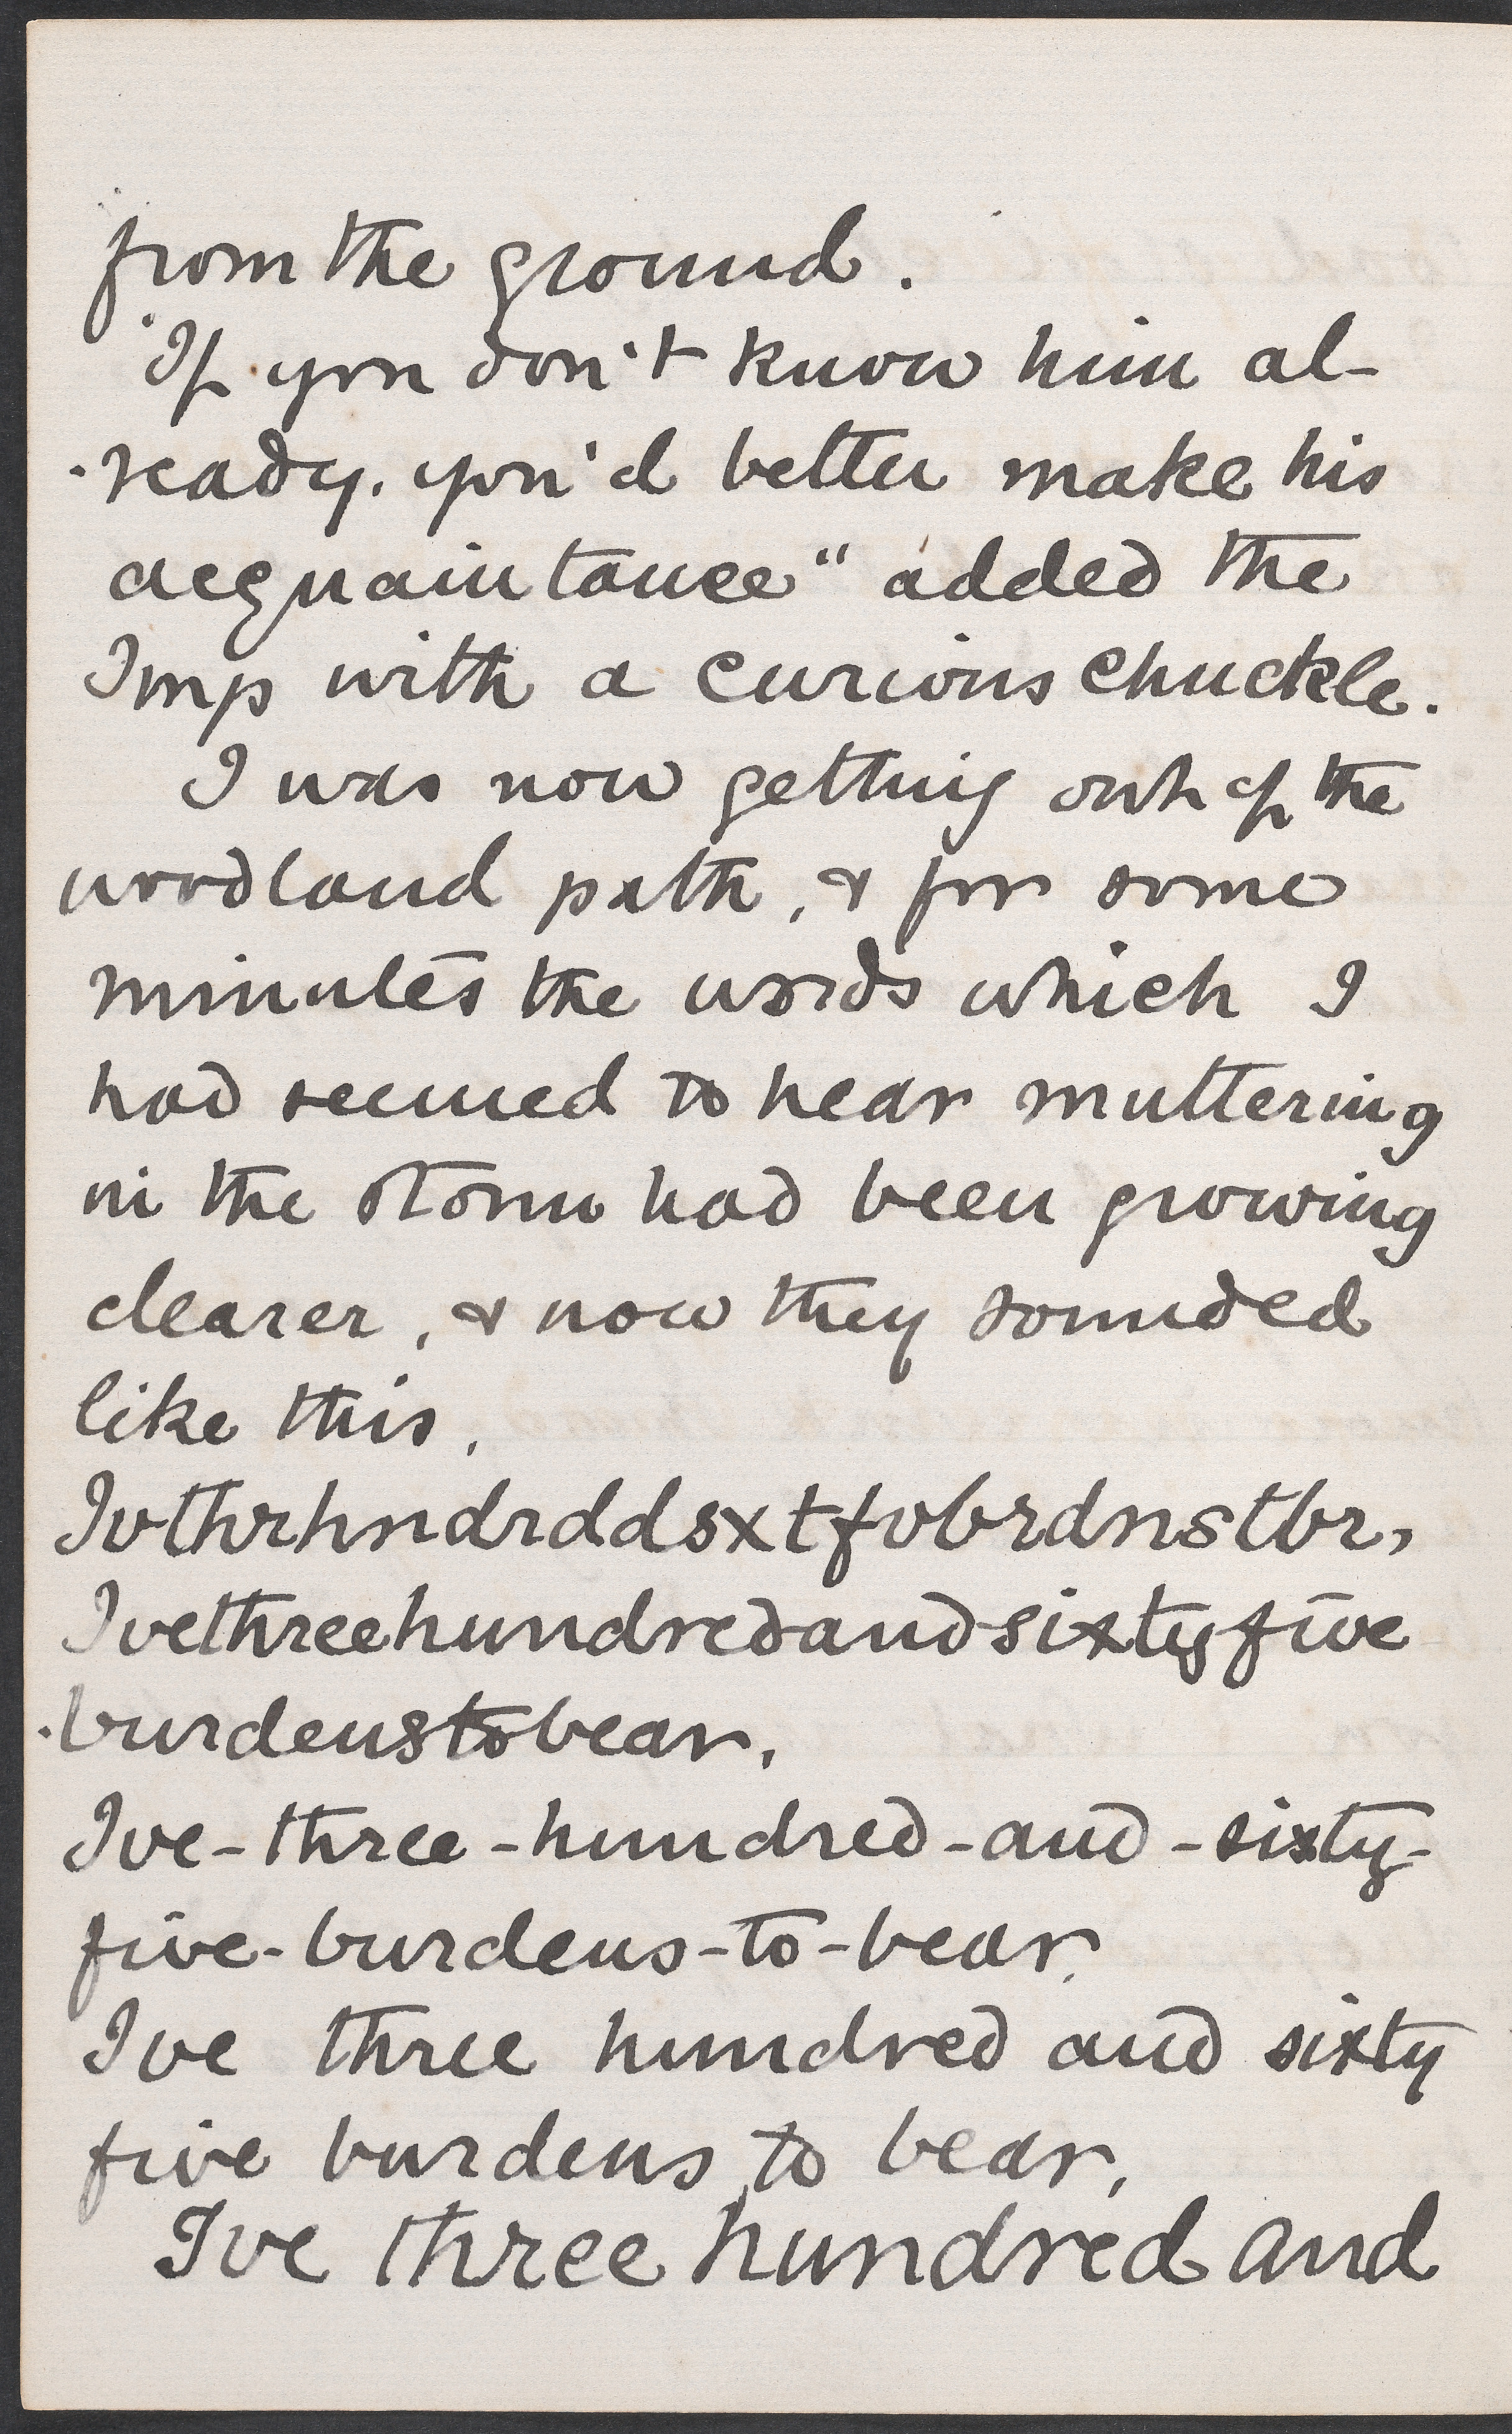 from the ground.
"If you don't know him al-
-ready, you'd better make his
acquaintance" added the
Imp with a curious chuckle.
I was now getting out of the
woodland path, & for some
minutes the words which I
had seemed to hear muttering
in the storm had been growing
clearer, & now they sounded
like this,
Ivthrhndrddsxtfvbrdnstbr,
Ivethreehundredandsixtyfive
-burdenstobear,
Ive-three-hundred-and-sixty-
five-burdens-to-bear,
Ive three hundred and sixty
five burdens to bear,
Ive three hundred and